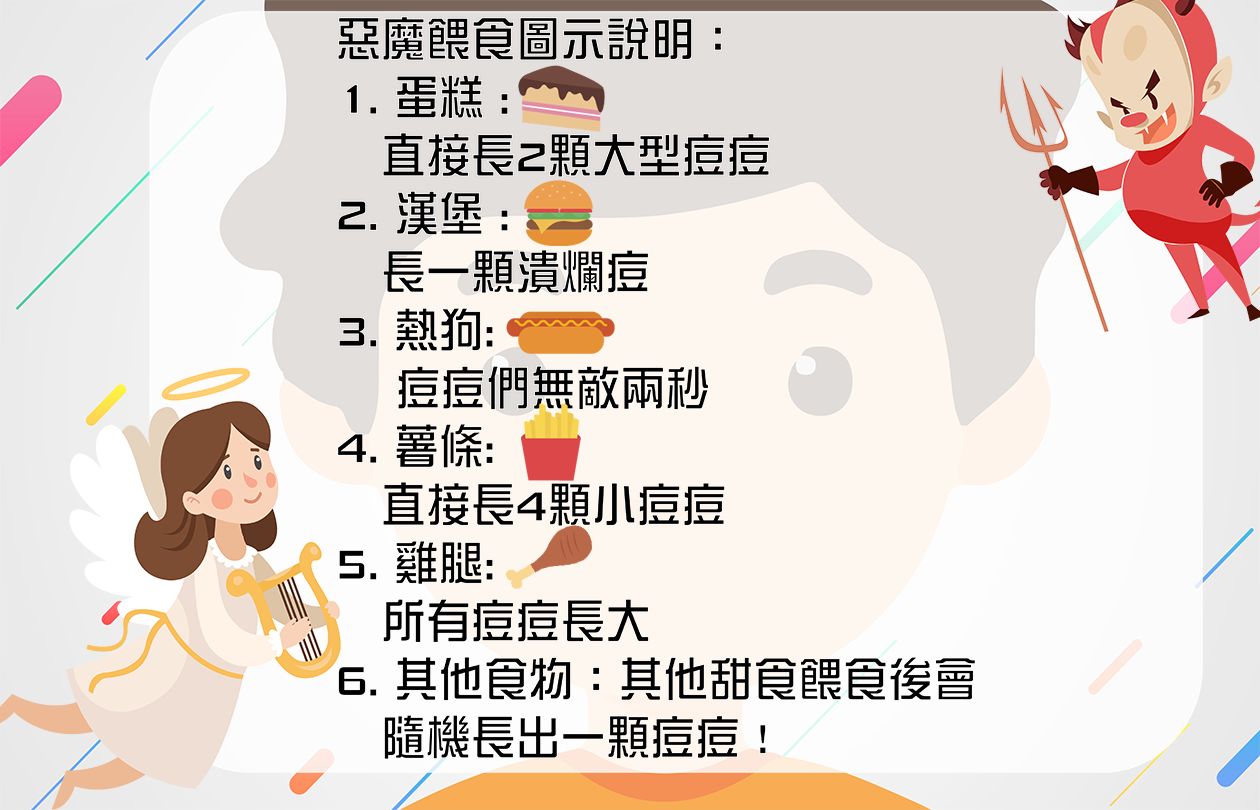 惡魔餵食圖示說明：
1. 蛋糕 :
直接長2顆大型痘痘
2. 漢堡 :
長一顆潰爛痘
3. 熱狗:
痘痘們無敵兩秒
4. 薯條:
直接長4顆小痘痘
5. 雞腿:
所有痘痘長大
6. 其他食物：其他甜食餵食後會
隨機長出一顆痘痘！